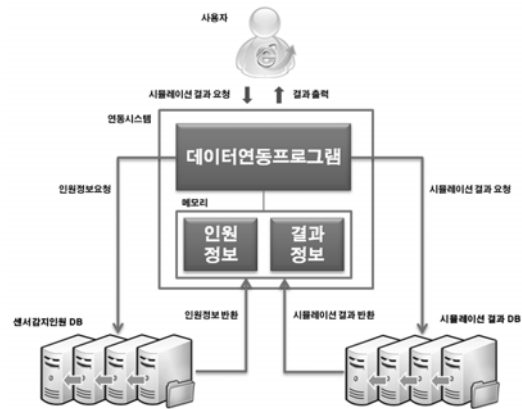 사용자
시뮬레이션 결과 요청
결과 출력
연동시스템
데이터연동프로그램
인원정보요청
시뮬레이션 결과 요청
메모리
인원
정보
결과
정보
센서감지인원 DB
인원정보 반환
시뮬레이션 결과 반환
시뮬레이션 결과 DB